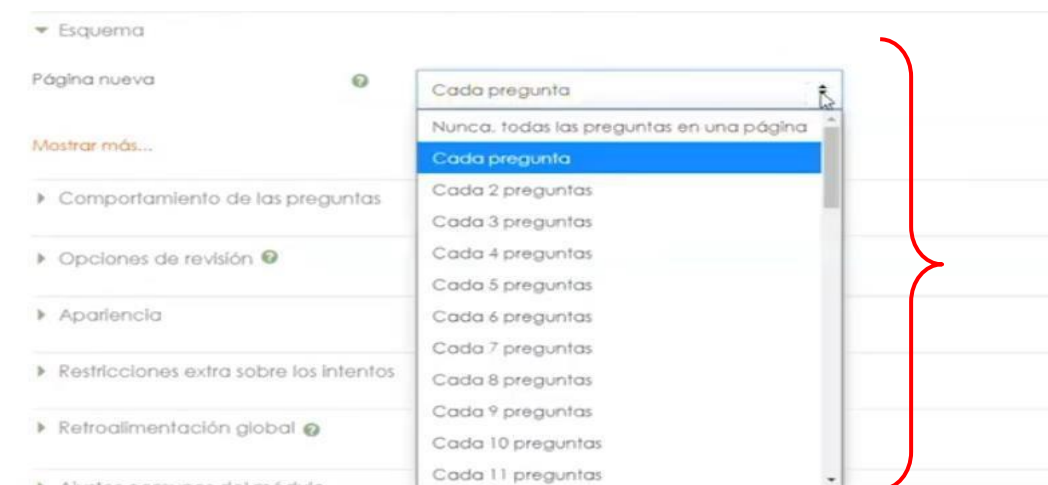 Esquema
Página nueva
Cada pregunta
Nunca, todas las preguntas en una página
Mostrar más...
Cada pregunta
Cada 2 preguntas
Comportamiento de las preguntas
Cada 3 preguntas
Cada 4 preguntas
Opciones de revisión
Cada 5 preguntas
Apariencia
Cada 6 preguntas
Cada 7 preguntas
Restricciones extra sobre los intentos
Cada 8 preguntas
Cada 9 preguntas
Retroalimentación global
Cada 10 preguntas
Cada 11 preguntas